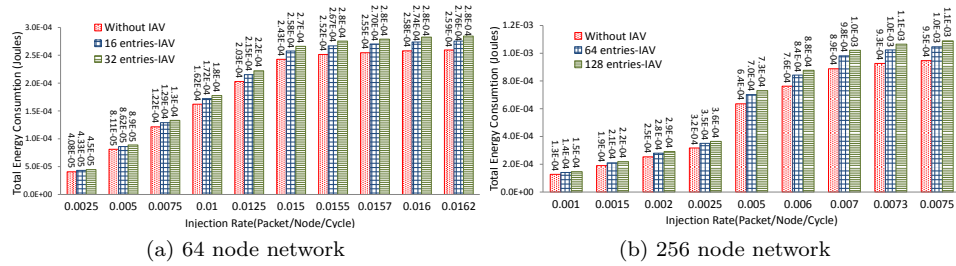 Total Energy Consumtion (Joules)
3.0E-04
2.5E-04
2.0E-04
1.5E-04
1.0E-04
5.0E-05
0.0E+00
Without IAV
16 entries-IAV
32 entries-IAV
4.08E-05 4.33E-05 4.5E-05
8.11E-05 8.62E-05 8.9E-05
1.22E-04 1.29E-04 1.3E-04
1.62E-04 1.72E-04 1.8E-04
2.03E-04 2.15E-04 2.2E-04
2.43E-04 2.58E-04 2.7E-04
2.52E-04 2.67E-04 2.8E-04
2.55E-04 2.70E-04 2.8E-04
2.58E-04 2.74E-04 2.8E-04
2.59E-04 2.76E-04 2.8E-04
0.0025 0.005 0.0075 0.01 0.0125 0.015 0.0155 0.0157 0.016 0.0162
Injection Rate(Packet/Node/Cycle)
(a) 64 node network
Total Energy Consumtion (Jounds)
1.2E-03
1.0E-03
8.0E-04
6.0E-04
4.0E-04
2.0E-04
0.0E+00
Without IAV
64 entries-IAV
128 entries-IAV
1.3E-04 1.4E-04 1.5E-04
1.9E-04 2.1E-04 2.2E-04
2.5E-04 2.8E-04 2.9E-04
3.2E-04 3.5E-04 3.6E-04
6.4E-04 7.0E-04 7.3E-04
7.6E-04 8.4E-04 8.8E-04
8.9E-04 9.8E-04 1.0E-03
9.3E-04 1.0E-03 1.1E-03
9.5E-04 1.0E-03 1.1E-03
0.001 0.0015 0.002 0.0025 0.005 0.006 0.007 0.0073 0.0075
Injection Rate(Packet/Node/Cycle)
(b) 256 node network